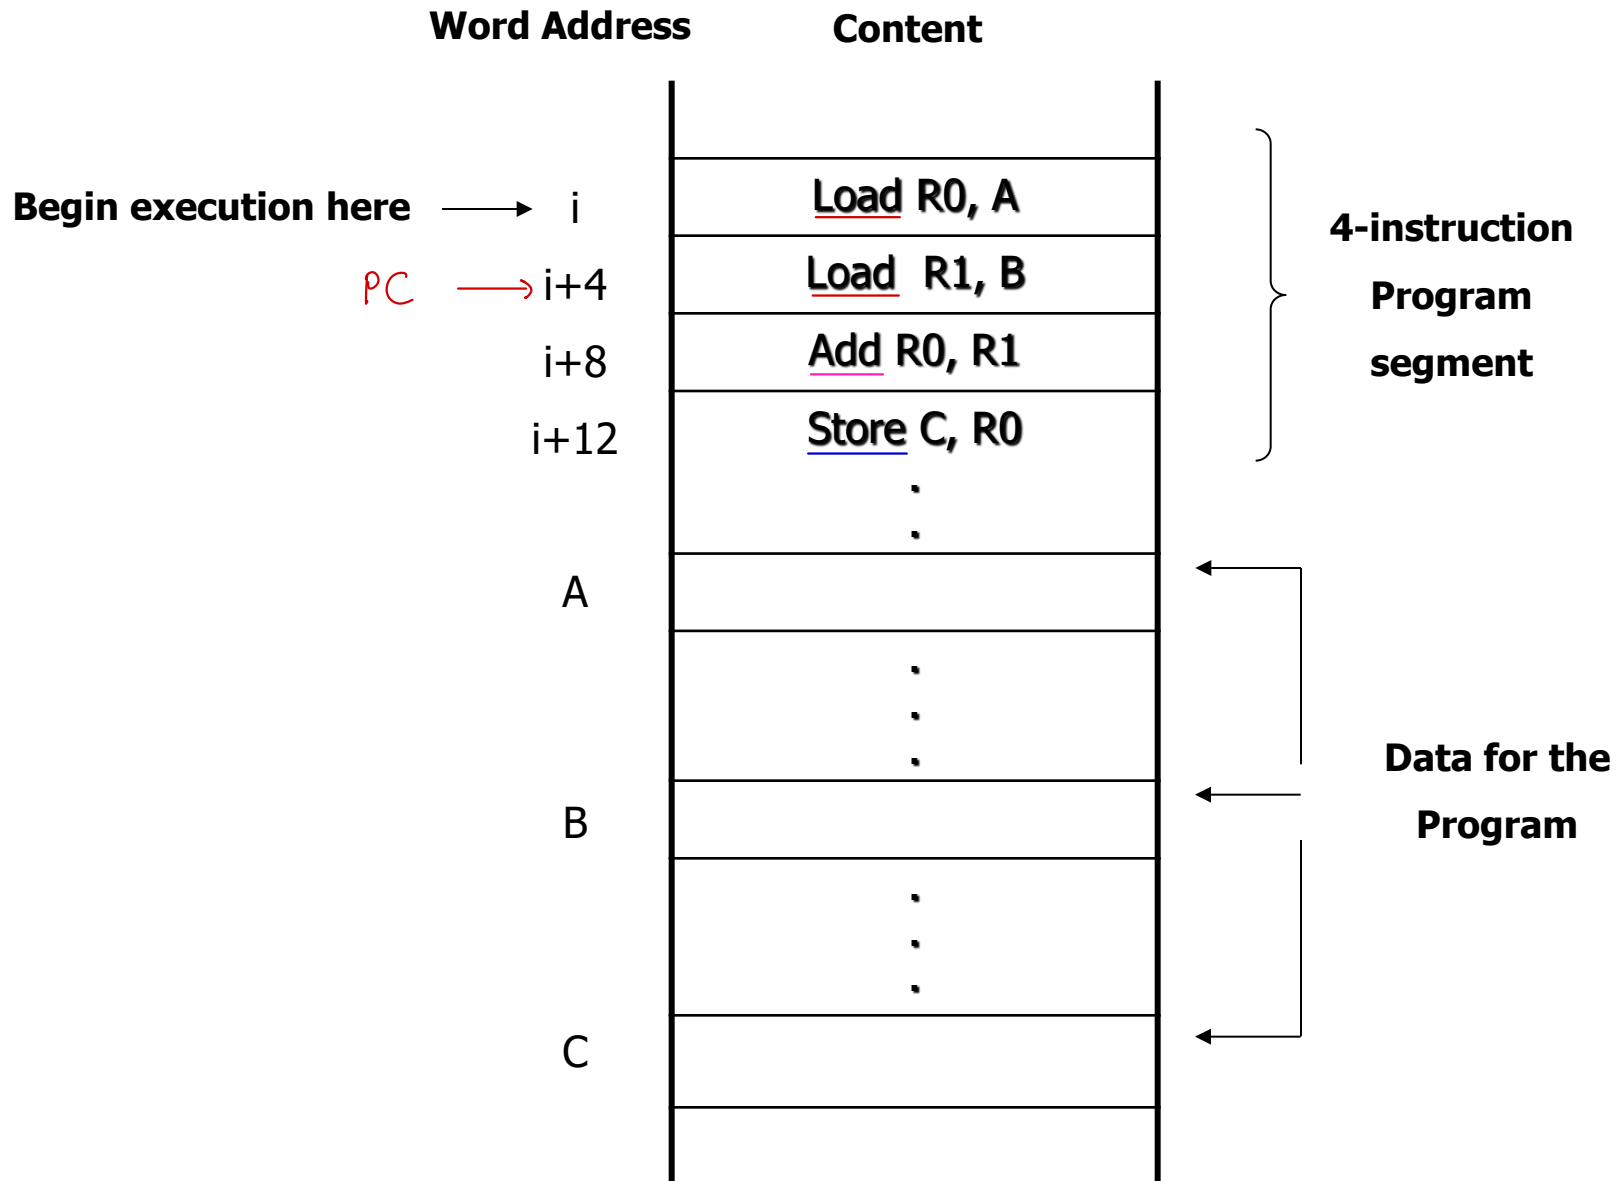 Word Address Content
Begin execution here i Load R0, A
PC i+4 Load R1, B
i+8 Add R0, R1
i+12 Store C, R0
4-instruction
Program
segment
A
B
C
Data for the
Program